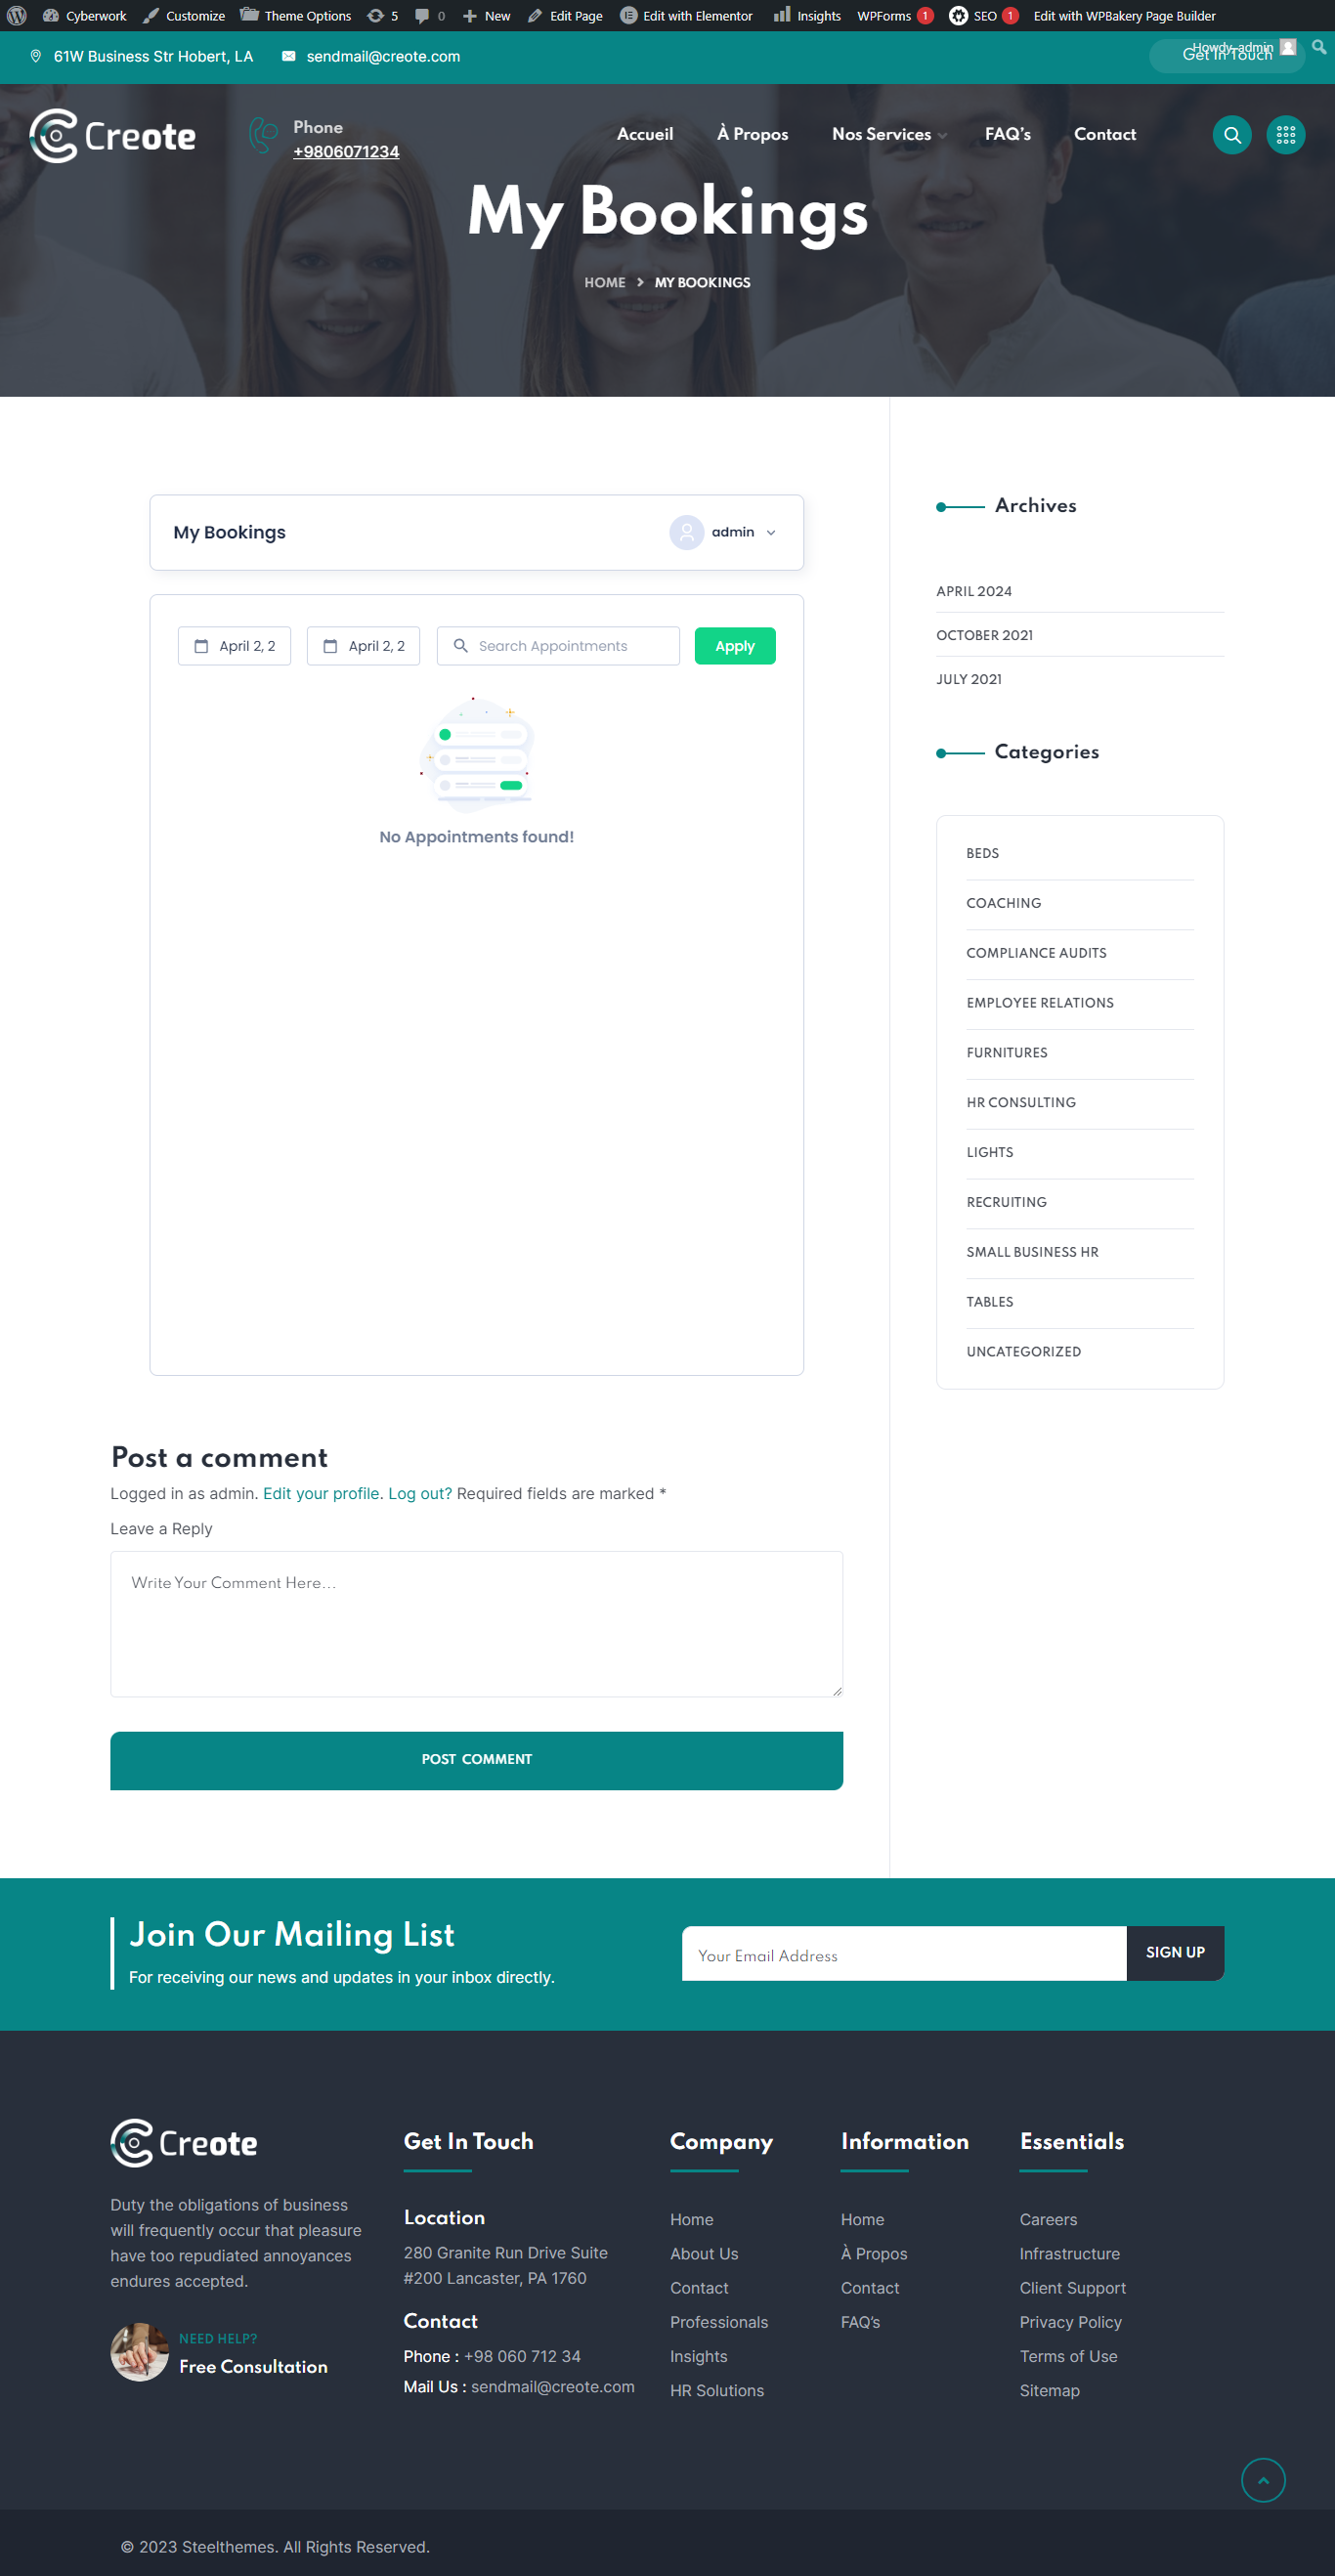 Cyberwork Customize Theme Options 5 0 New Edit Page Edit with Elementor Insights WPForms 1 SEO 1 Edit with WPBakery Page Builder
Howdy, admin
61W Business Str Hobert, LA sendmail@creote.com Get In Touch
Creote
Phone
+9806071234
Accueil À Propos Nos Services FAQ's Contact
My Bookings
HOME MY BOOKINGS
My Bookings admin
April 2, 2 April 2, 2 Search Appointments Apply
No Appointments found!
Archives
APRIL 2024
OCTOBER 2021
JULY 2021
Categories
BEDS
COACHING
COMPLIANCE AUDITS
EMPLOYEE RELATIONS
FURNITURES
HR CONSULTING
LIGHTS
RECRUITING
SMALL BUSINESS HR
TABLES
UNCATEGORIZED
Post a comment
Logged in as admin. Edit your profile. Log out? Required fields are marked *
Leave a Reply
Write Your Comment Here...
POST COMMENT
Join Our Mailing List
For receiving our news and updates in your inbox directly.
Your Email Address SIGN UP
Creote
Duty the obligations of business
will frequently occur that pleasure
have too repudiated annoyances
endures accepted.
NEED HELP?
Free Consultation
Get In Touch
Location
280 Granite Run Drive Suite
#200 Lancaster, PA 1760
Contact
Phone : +98 060 712 34
Mail Us : sendmail@creote.com
Company
Home
About Us
Contact
Professionals
Insights
HR Solutions
Information
Home
À Propos
Contact
FAQ's
Essentials
Careers
Infrastructure
Client Support
Privacy Policy
Terms of Use
Sitemap
© 2023 Steelthemes. All Rights Reserved.